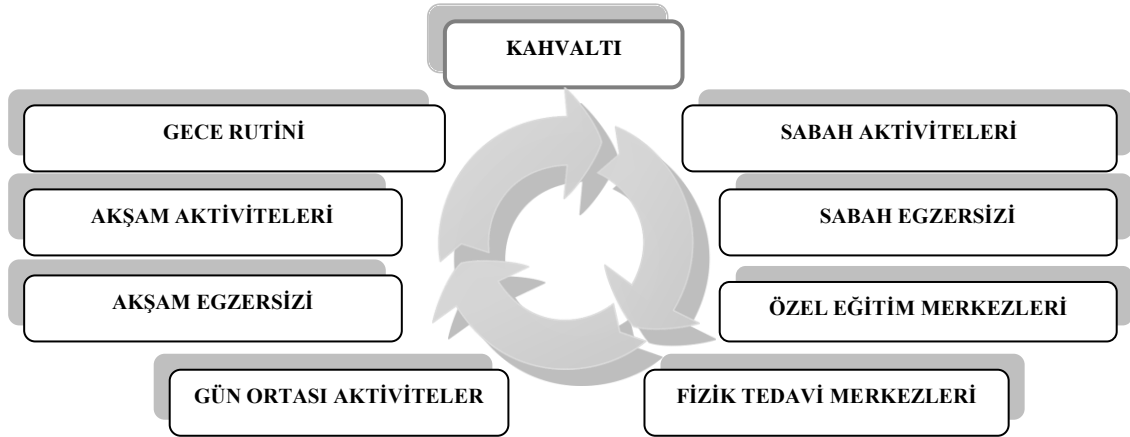 KAHVALTI
GECE RUTİNİ
SABAH AKTİVİTELERİ
AKŞAM AKTİVİTELERİ
SABAH EGZERSİZİ
AKŞAM EGZERSİZİ
ÖZEL EĞİTİM MERKEZLERİ
GÜN ORTASI AKTİVİTELER
FİZİK TEDAVİ MERKEZLERİ